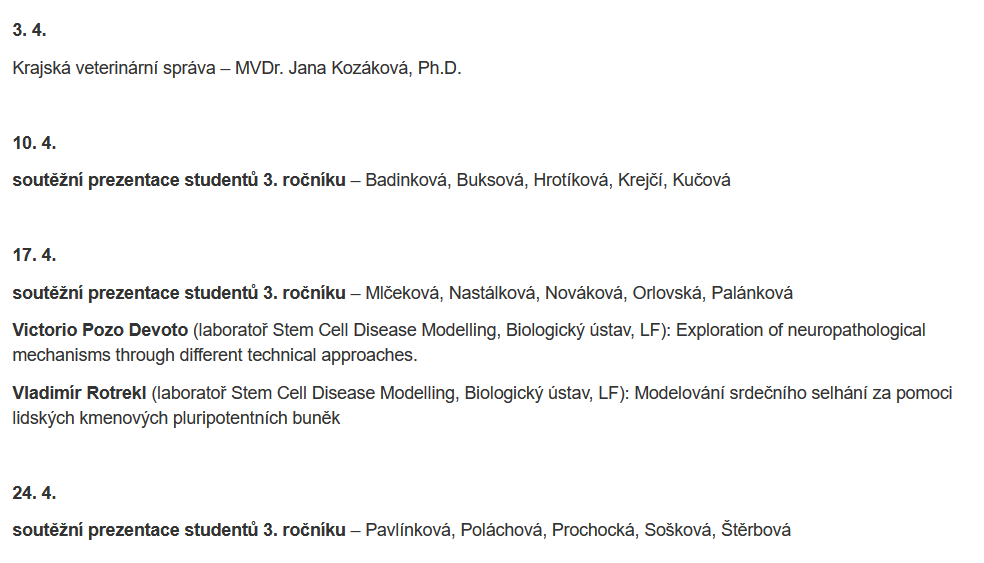 3. 4.
Krajská veterinární správa – MVDr. Jana Kozáková, Ph.D.
10. 4.
soutěžní prezentace studentů 3. ročníku – Badinková, Buksová, Hrotíková, Krejčí, Kučová
17. 4.
soutěžní prezentace studentů 3. ročníku – Mlčeková, Nastálková, Nováková, Orlovská, Palánková
Victorio Pozo Devoto (laboratoř Stem Cell Disease Modelling, Biologický ústav, LF): Exploration of neuropathological
mechanisms through different technical approaches.
Vladimír Rotrekl (laboratoř Stem Cell Disease Modelling, Biologický ústav, LF): Modelování srdečního selhání za pomoci
lidských kmenových pluripotentních buněk
24. 4.
soutěžní prezentace studentů 3. ročníku – Pavlínková, Poláchová, Prochocká, Sošková, Štěrbová